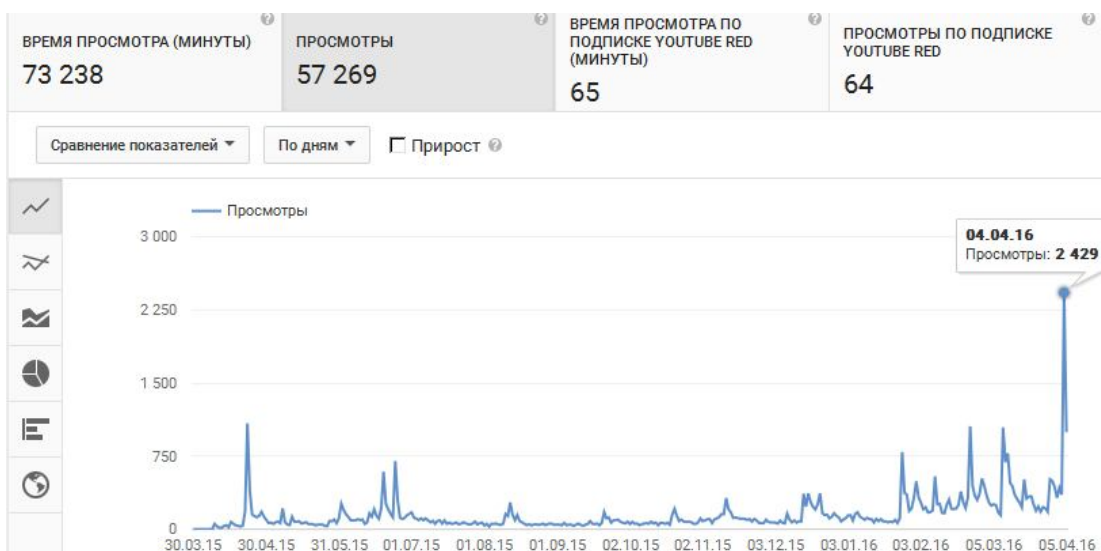 ВРЕМЯ ПРОСМОТРА (МИНУТЫ)
73 238
ПРОСМОТРЫ
57 269
ВРЕМЯ ПРОСМОТРА ПО
ПОДПИСКЕ YOUTUBE RED
(МИНУТЫ)
65
ПРОСМОТРЫ ПО ПОДПИСКЕ
YOUTUBE RED
64
Сравнение показателей
По дням
Прирост
Просмотры
04.04.16
Просмотры: 2 429
3 000
2 250
1 500
750
0
30.03.15 30.04.15 31.05.15 01.07.15 01.08.15 01.09.15 02.10.15 02.11.15 03.12.15 03.01.16 03.02.16 05.03.16 05.04.16